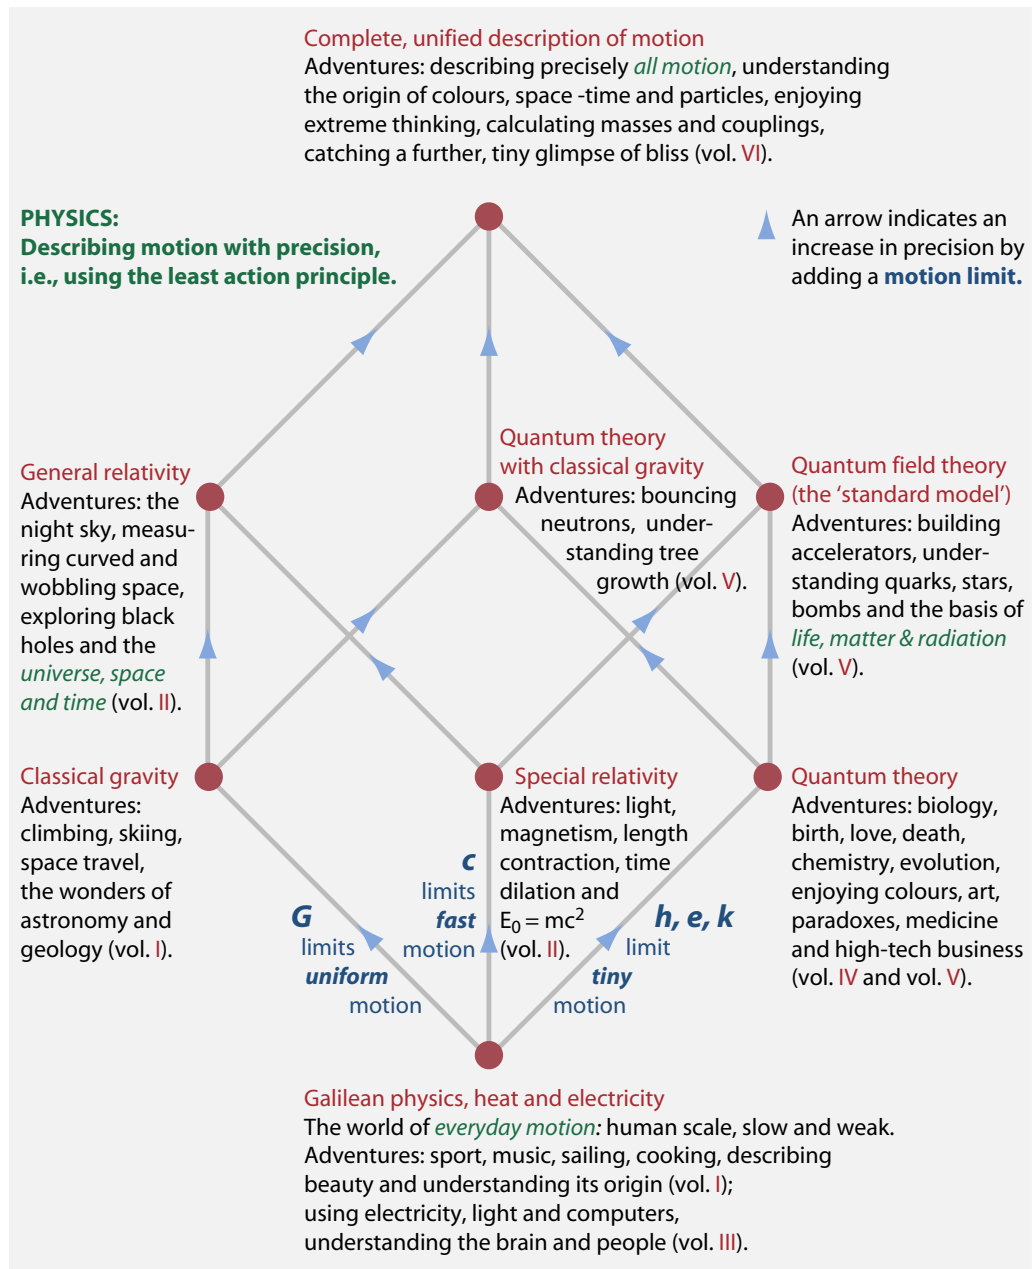 Complete, unified description of motion
Adventures: describing precisely all motion, understanding
the origin of colours, space -time and particles, enjoying
extreme thinking, calculating masses and couplings,
catching a further, tiny glimpse of bliss (vol. VI).
PHYSICS:
Describing motion with precision,
i.e., using the least action principle.
An arrow indicates an
increase in precision by
adding a motion limit.
General relativity
Adventures: the
night sky, measu-
ring curved and
wobbling space,
exploring black
holes and the
universe, space
and time (vol. II).
Quantum theory
with classical gravity
Adventures: bouncing
neutrons, under-
standing tree
growth (vol. V).
Quantum field theory
(the ‘standard model’)
Adventures: building
accelerators, under-
standing quarks, stars,
bombs and the basis of
life, matter & radiation
(vol. V).
Classical gravity
Adventures:
climbing, skiing,
space travel,
the wonders of
astronomy and
geology (vol. I).
Special relativity
Adventures: light,
magnetism, length
contraction, time
dilation and
E₀ = mc²
(vol. II).
Quantum theory
Adventures: biology,
birth, love, death,
chemistry, evolution,
enjoying colours, art,
paradoxes, medicine
and high-tech business
(vol. IV and vol. V).
G
limits
uniform
motion
c
limits
fast
motion
h, e, k
limit
tiny
motion
Galilean physics, heat and electricity
The world of everyday motion: human scale, slow and weak.
Adventures: sport, music, sailing, cooking, describing
beauty and understanding its origin (vol. I);
using electricity, light and computers,
understanding the brain and people (vol. III).